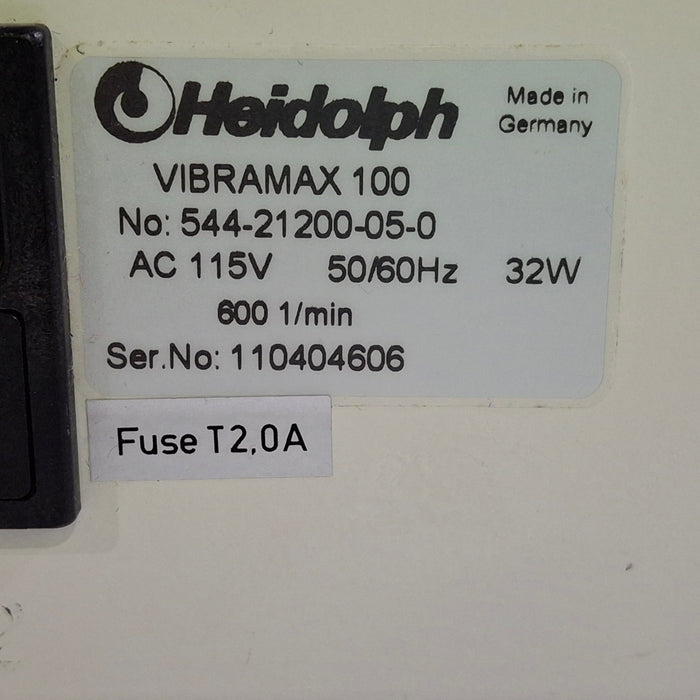 Heidolph
Made in
Germany
VIBRAMAX 100
No: 544-21200-05-0
AC 115V 50/60Hz 32W
600 1/min
Ser.No: 110404606
Fuse T2,0A